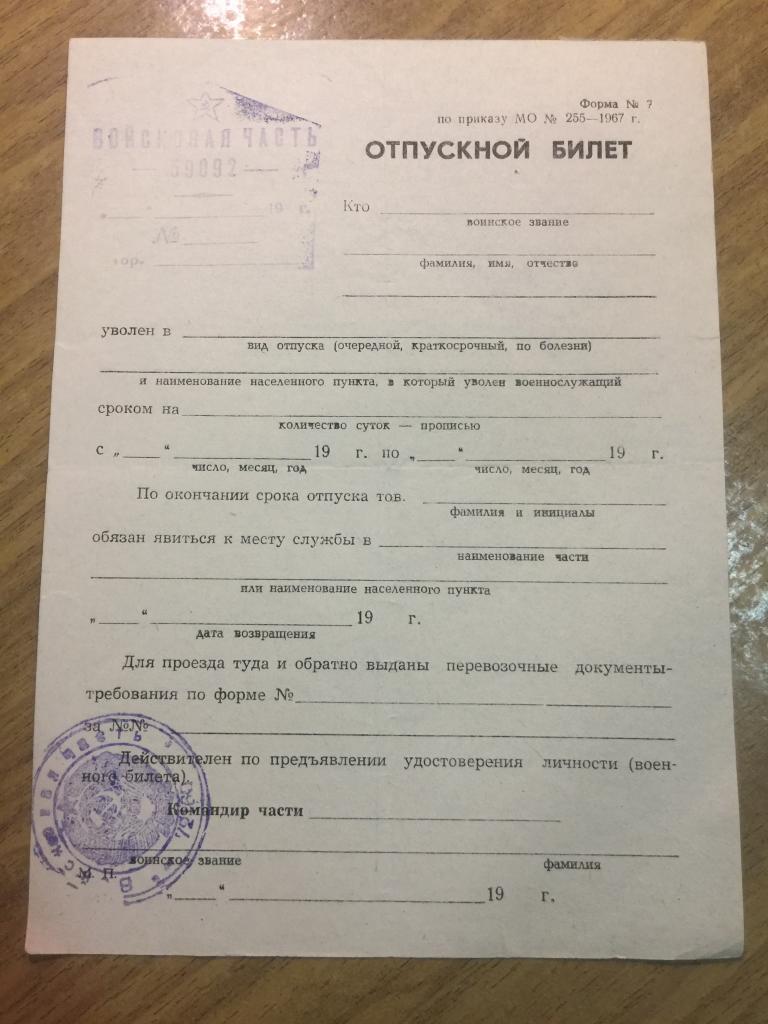 Форма № 7
по приказу МО № 255—1967 г.
ВОЙСКОВАЯ ЧАСТЬ
59092
19 г.
№
гор.
ОТПУСКНОЙ БИЛЕТ
Кто
воинское звание
фамилия, имя, отчество
уволен в
вид отпуска (очередной, краткосрочный, по болезни)
и наименование населенного пункта, в который уволен военнослужащий
сроком на
количество суток — прописью
с „ “ 19 г. по „ “ 19 г.
число, месяц, год число, месяц, год
По окончании срока отпуска тов.
фамилия и инициалы
обязан явиться к месту службы в
наименование части
или наименование населенного пункта
„ “ 19 г.
дата возвращения
Для проезда туда и обратно выданы перевозочные документы-
требования по форме №
за №№
Действителен по предъявлении удостоверения личности (воен-
ного билета).
Командир части
воинское звание фамилия
М. П.
„ “ 19 г.